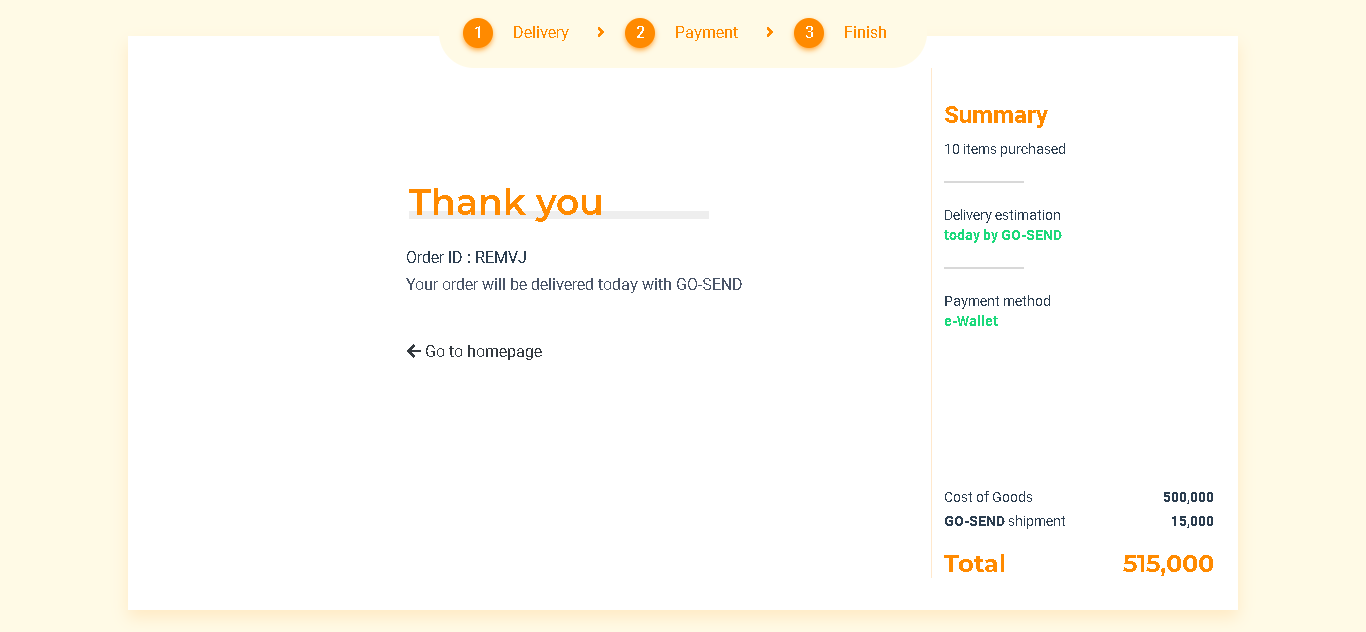 1 Delivery > 2 Payment > 3 Finish
Thank you
Order ID : REMVJ
Your order will be delivered today with GO-SEND
Go to homepage
Summary
10 items purchased
Delivery estimation
today by GO-SEND
Payment method
e-Wallet
Cost of Goods 500,000
GO-SEND shipment 15,000
Total 515,000